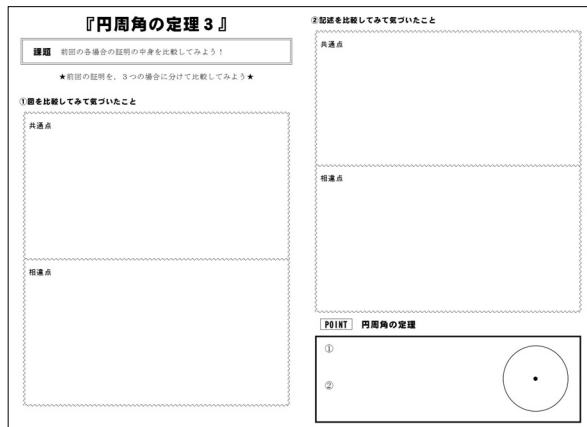 『円周角の定理3』
課題 前回の各場合の証明の中身を比較してみよう！
★前回の証明を、3つの場合に分けて比較してみよう★
①図を比較してみて気づいたこと
共通点
相違点
②記述を比較してみて気づいたこと
共通点
相違点
POINT 円周角の定理
①
②